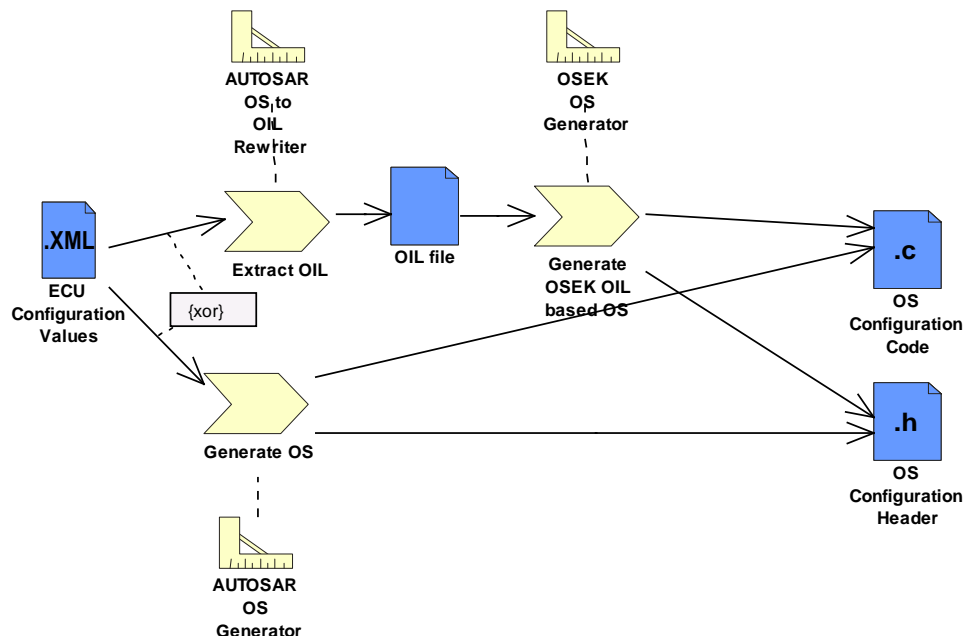 AUTOSAR
OS to
OIL
Rewriter
OSEK
OS
Generator
.XML
ECU
Configuration
Values
Extract OIL
OIL file
Generate
OSEK OIL
based OS
{xor}
.c
OS
Configuration
Code
Generate OS
.h
OS
Configuration
Header
AUTOSAR
OS
Generator